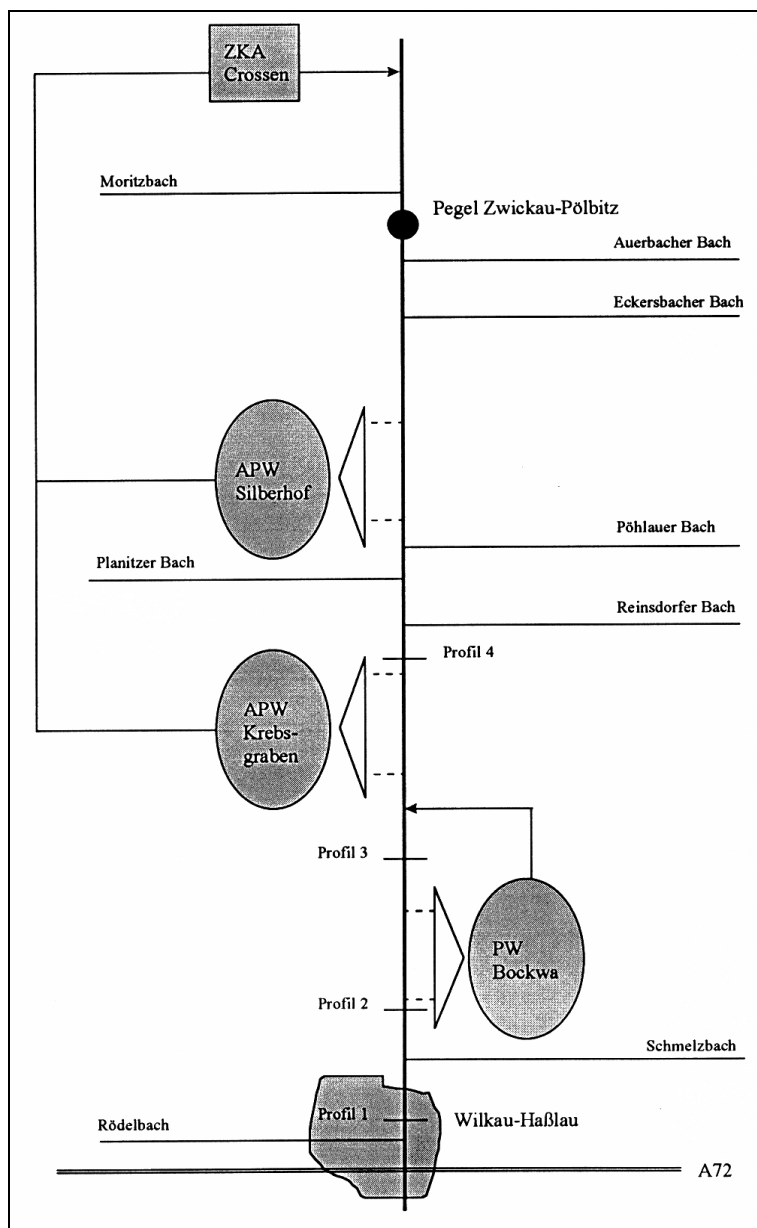 ZKA
Crossen
Moritzbach
Pegel Zwickau-Pölbitz
Auerbacher Bach
Eckersbacher Bach
APW
Silberhof
Pöhlauer Bach
Planitzer Bach
Reinsdorfer Bach
Profil 4
APW
Krebs-
graben
Profil 3
PW
Bockwa
Profil 2
Schmelzbach
Profil 1
Wilkau-Haßlau
Rödelbach
A72